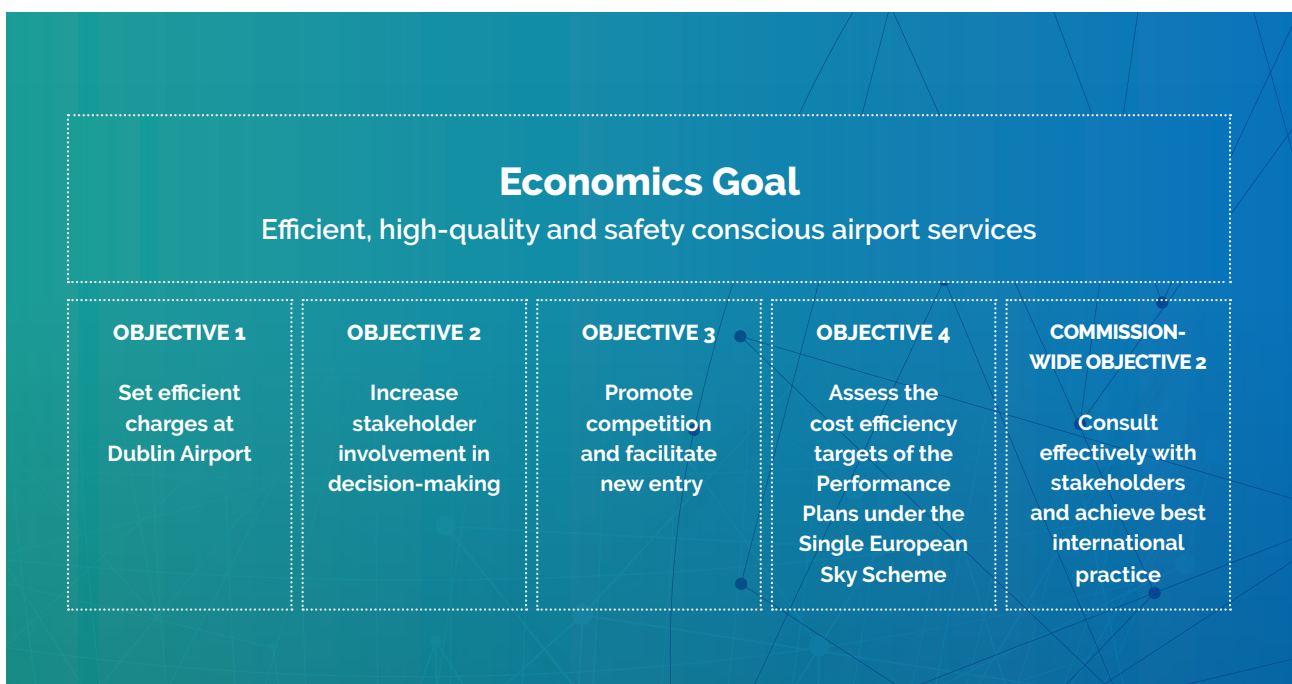 Economics Goal
Efficient, high-quality and safety conscious airport services
OBJECTIVE 1
Set efficient
charges at
Dublin Airport
OBJECTIVE 2
Increase
stakeholder
involvement in
decision-making
OBJECTIVE 3
Promote
competition
and facilitate
new entry
OBJECTIVE 4
Assess the
cost efficiency
targets of the
Performance
Plans under the
Single European
Sky Scheme
COMMISSION-
WIDE OBJECTIVE 2
Consult
effectively with
stakeholders
and achieve best
international
practice